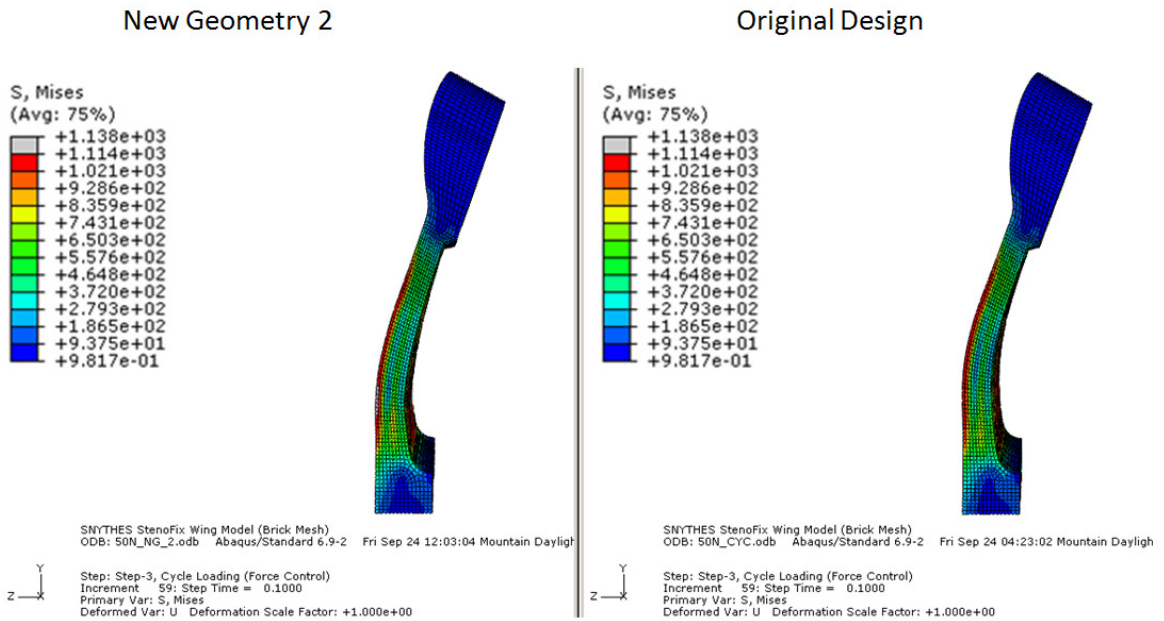 New Geometry 2
Original Design
S, Mises
(Avg: 75%)
+1.138e+03
+1.114e+03
+1.021e+03
+9.286e+02
+8.359e+02
+7.431e+02
+6.503e+02
+5.576e+02
+4.648e+02
+3.720e+02
+2.793e+02
+1.865e+02
+9.375e+01
+9.817e-01
SNYTHES StenoFix Wing Model (Brick Mesh)
ODB: 50N_NG_2.odb Abaqus/Standard 6.9-2 Fri Sep 24 12:03:04 Mountain Dayligh
Y
Z X
Step: Step-3, Cycle Loading (Force Control)
Increment 59: Step Time = 0.1000
Primary Var: S, Mises
Deformed Var: U Deformation Scale Factor: +1.000e+00
S, Mises
(Avg: 75%)
+1.138e+03
+1.114e+03
+1.021e+03
+9.286e+02
+8.359e+02
+7.431e+02
+6.503e+02
+5.576e+02
+4.648e+02
+3.720e+02
+2.793e+02
+1.865e+02
+9.375e+01
+9.817e-01
SNYTHES StenoFix Wing Model (Brick Mesh)
ODB: 50N_CYC.odb Abaqus/Standard 6.9-2 Fri Sep 24 04:23:02 Mountain Dayligh
Y
Z X
Step: Step-3, Cycle Loading (Force Control)
Increment 59: Step Time = 0.1000
Primary Var: S, Mises
Deformed Var: U Deformation Scale Factor: +1.000e+00